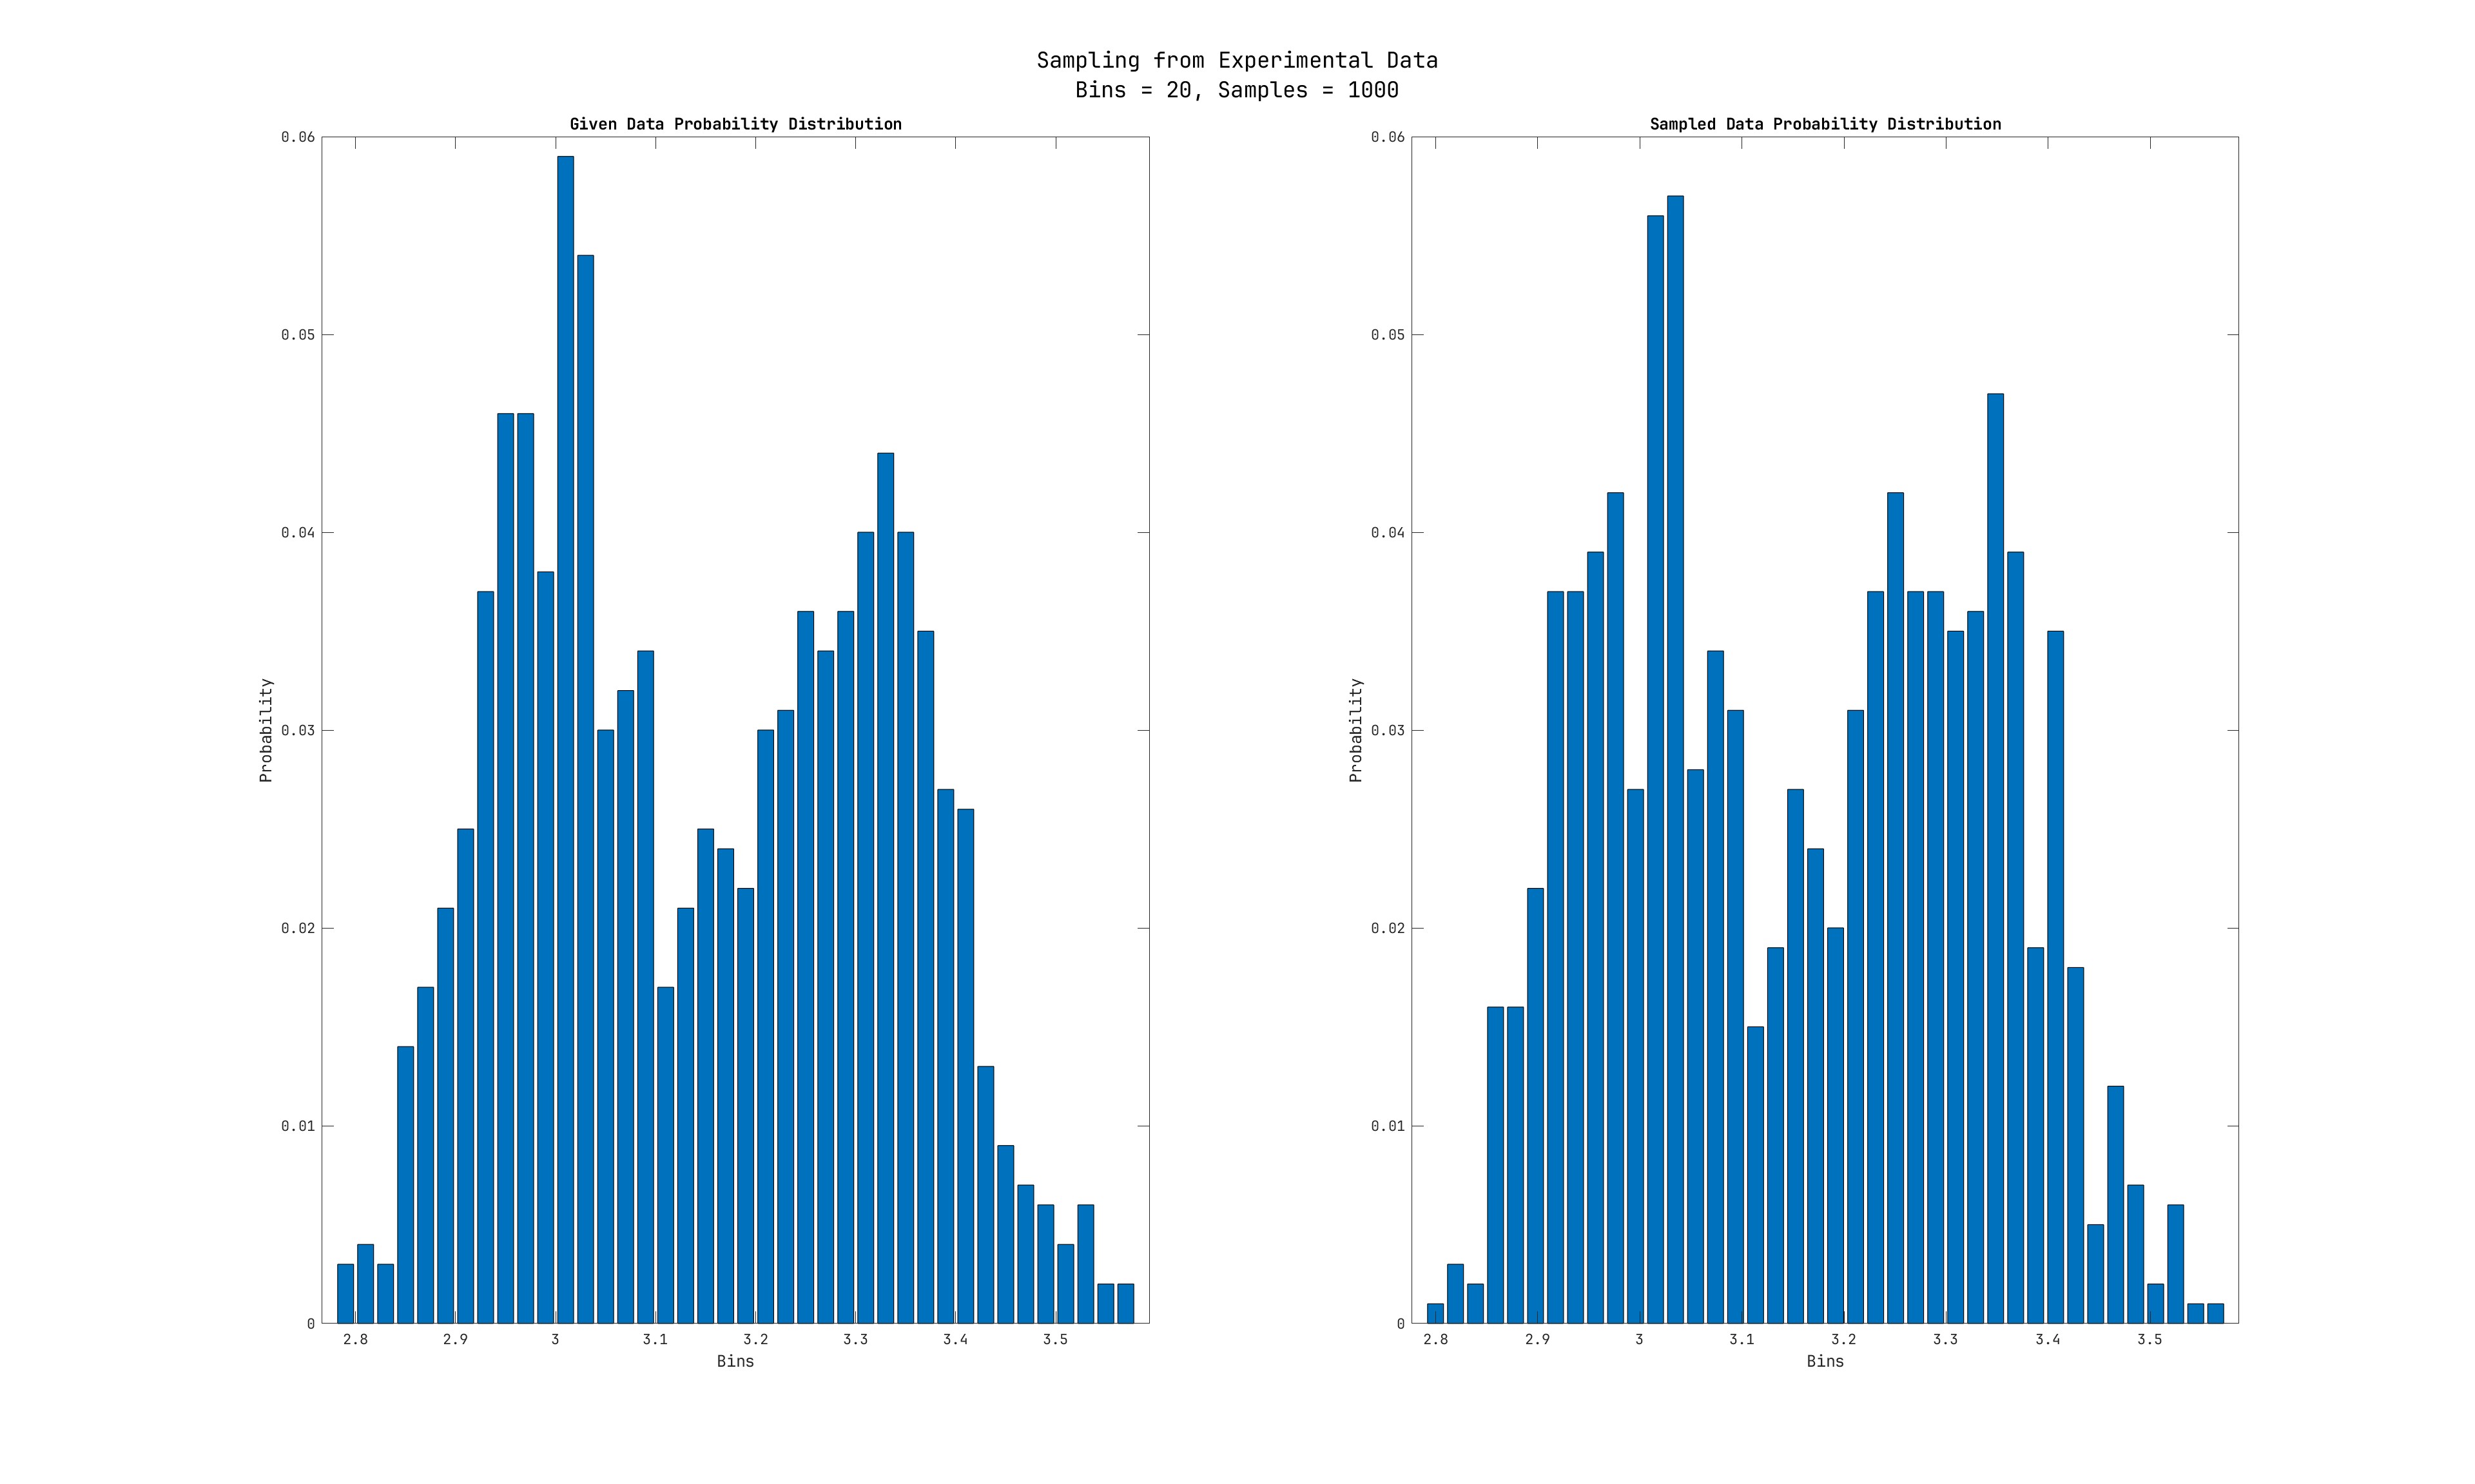 Sampling from Experimental Data
Bins = 20, Samples = 1000
Given Data Probability Distribution
0.06
0.05
0.04
0.03
0.02
0.01
0
Probability
2.8 2.9 3 3.1 3.2 3.3 3.4 3.5
Bins
Sampled Data Probability Distribution
0.06
0.05
0.04
0.03
0.02
0.01
0
Probability
2.8 2.9 3 3.1 3.2 3.3 3.4 3.5
Bins